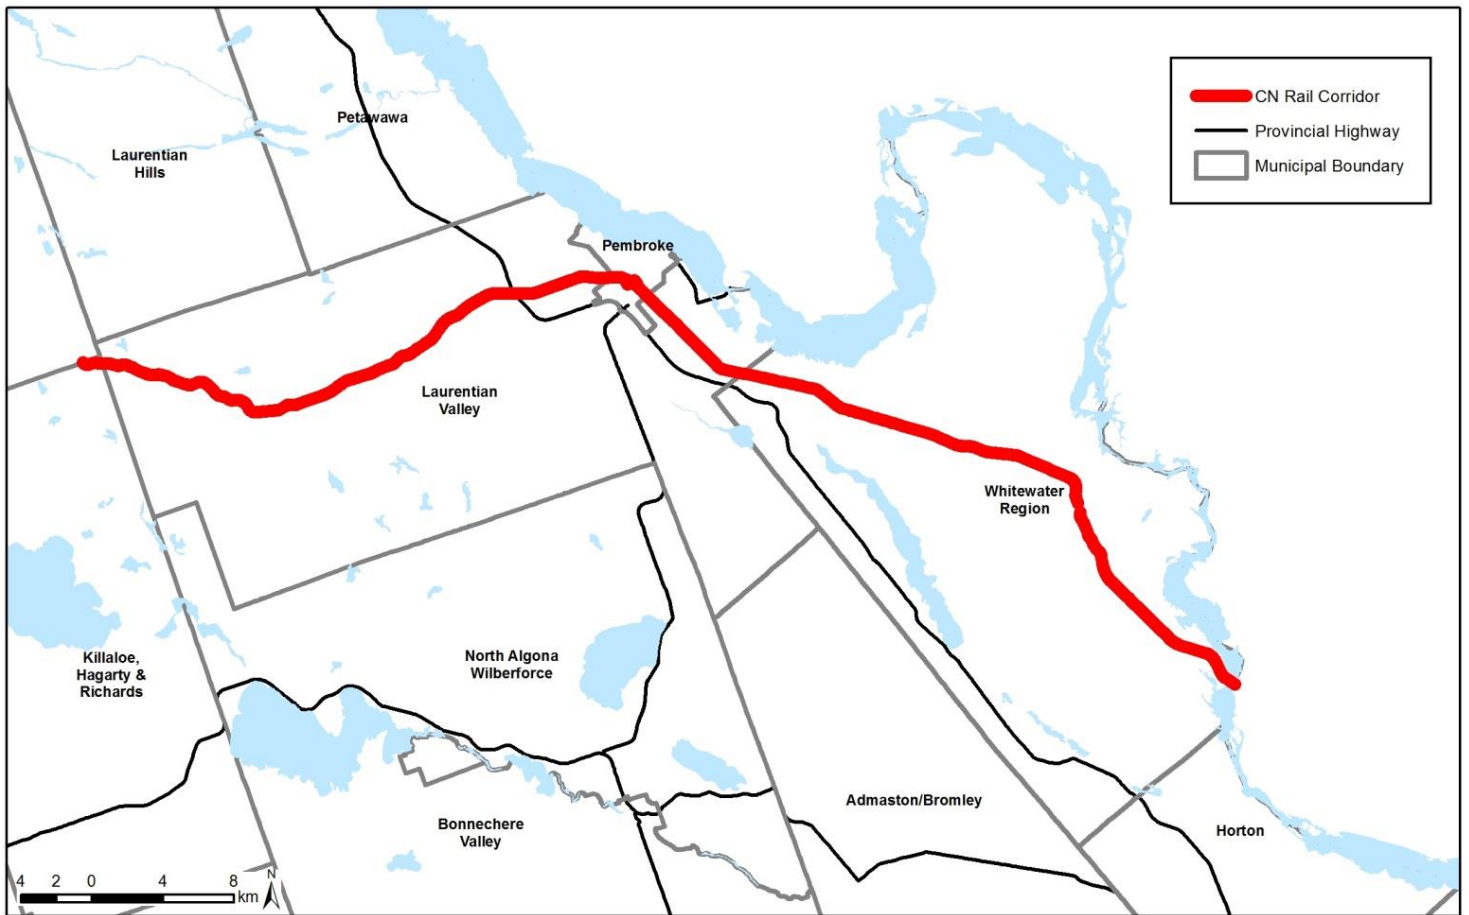 CN Rail Corridor
Provincial Highway
Municipal Boundary
Petawawa
Laurentian
Hills
Pembroke
Laurentian
Valley
Whitewater
Region
Killaloe,
Hagarty &
Richards
North Algona
Wilberforce
Admaston/Bromley
Bonnechere
Valley
Horton
4 2 0 4 8
km
N